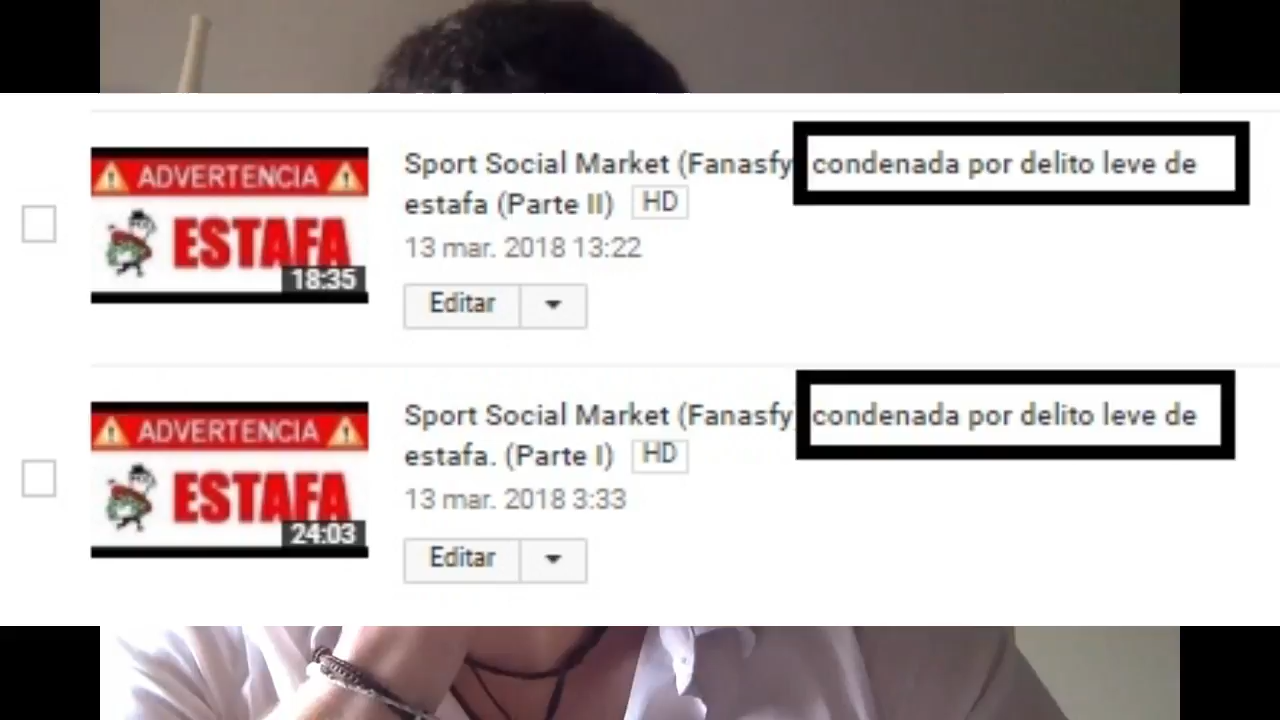 ADVERTENCIA
ESTAFA
18:35
Sport Social Market (Fanasfy condenada por delito leve de
estafa (Parte II) HD
13 mar. 2018 13:22
Editar
ADVERTENCIA
ESTAFA
24:03
Sport Social Market (Fanasfy condenada por delito leve de
estafa. (Parte I) HD
13 mar. 2018 3:33
Editar